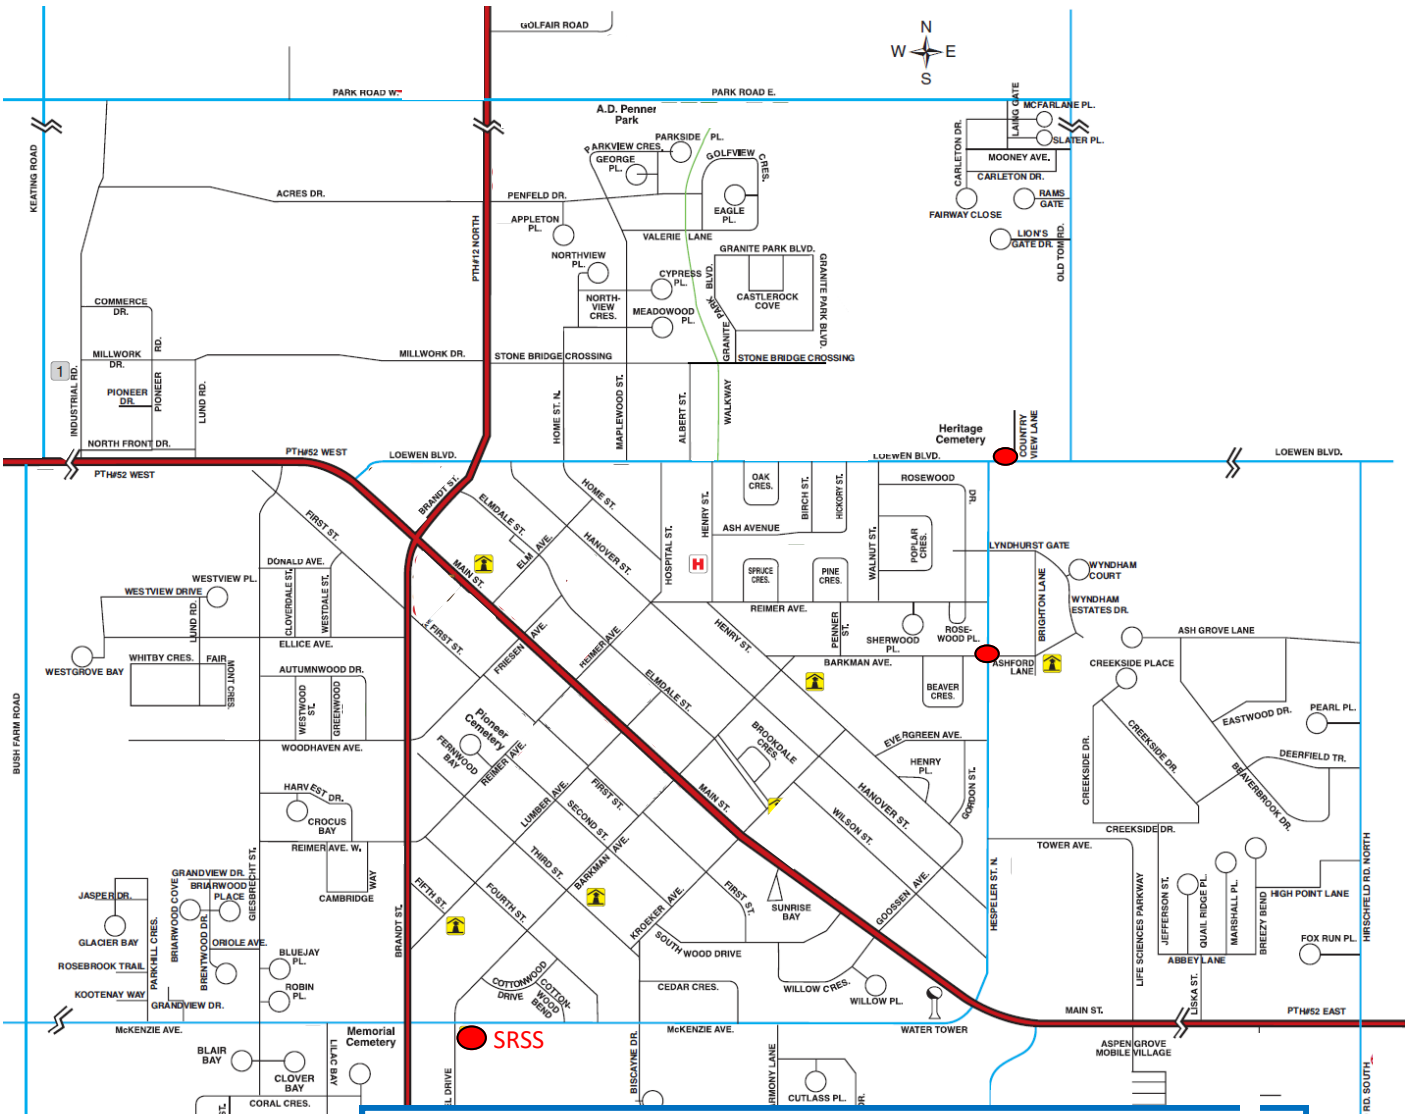 GOLFAIR ROAD
N
W E
S
PARK ROAD W.
PARK ROAD E.
A.D. Penner
Park
LAING GATE
MCFARLANE PL.
SLATER PL.
CARLETON DR.
MOONEY AVE.
CARLETON DR.
RAMS
GATE
FAIRWAY CLOSE
LION'S
GATE DR.
OLD TOM RD.
KEATING ROAD
PARKSIDE PL.
PARKVIEW CRES.
GEORGE
PL.
GOLFVIEW CRES.
EAGLE
PL.
ACRES DR.
PENFELD DR.
APPLETON
PL.
VALERIE LANE
PTH#12 NORTH
NORTHVIEW
PL.
CYPRESS
PL.
NORTH-
VIEW
CRES.
MEADOWOOD
PL.
GRANITE PARK BLVD.
GRANITE PARK BLVD.
GRANITE PARK BLVD.
CASTLEROCK
COVE
COMMERCE
DR.
MILLWORK
DR.
MILLWORK DR.
STONE BRIDGE CROSSING
STONE BRIDGE CROSSING
1
PIONEER
DR.
PIONEER RD.
LUND RD.
INDUSTRIAL RD.
NORTH FRONT DR.
HOME ST. N.
MAPLEWOOD ST.
ALBERT ST.
WALKWAY
Heritage
Cemetery
COUNTRY
VIEW LANE
PTH#52 WEST
PTH#52 WEST
LOEWEN BLVD.
LOEWEN BLVD.
LOEWEN BLVD.
BRANDT ST.
ELMDALE ST.
HOME ST.
HANOVER ST.
ELM AVE.
FIRST ST.
MAIN ST.
HOSPITAL ST.
HENRY ST.
H
OAK
CRES.
BIRCH ST.
HICKORY ST.
ASH AVENUE
ROSEWOOD DR.
WALNUT ST.
POPLAR
CRES.
SPRUCE
CRES.
PINE
CRES.
LYNDHURST GATE
WYNDHAM
COURT
WYNDHAM
ESTATES DR.
BRIGHTON LANE
DONALD AVE.
CLOVERDALE ST.
WESTDALE ST.
WESTVIEW PL.
WESTVIEW DRIVE
LUND RD.
ELLICE AVE.
WESTGROVE BAY
WHITBY CRES.
FAIR
MONT CRES.
AUTUMNWOOD DR.
WESTWOOD
ST.
GREENWOOD
WOODHAVEN AVE.
FIRST ST.
FRIESEN AVE.
REIMER AVE.
REIMER AVE.
HENRY ST.
PENNER
ST.
SHERWOOD
PL.
ROSE-
WOOD PL.
BARKMAN AVE.
ASHFORD
LANE
BEAVER
CRES.
ASH GROVE LANE
CREEKSIDE PLACE
PEARL PL.
EASTWOOD DR.
DEERFIELD TR.
BEAVERBROOK DR.
CREEKSIDE DR.
CREEKSIDE DR.
CREEKSIDE DR.
BUSH FARM ROAD
Pioneer
Cemetery
FERNWOOD
BAY
REIMER AVE.
ELMDALE ST.
BROOKDALE
CRES.
EVERGREEN AVE.
HENRY
PL.
GORDON ST.
HANOVER ST.
WILSON ST.
MAIN ST.
FIRST ST.
SECOND ST.
LUMBER AVE.
THIRD ST.
BARKMAN AVE.
HARVEST DR.
CROCUS
BAY
REIMER AVE. W.
CAMBRIDGE WAY
GIESBRECHT ST.
GRANDVIEW DR.
BRIARWOOD
PLACE
BRIARWOOD COVE
BRENTWOOD DR.
ORIOLE AVE.
JASPER DR.
GLACIER BAY
PARKHILL CRES.
ROSEBROOK TRAIL
KOOTENAY WAY
GRANDVIEW DR.
BLUEJAY
PL.
ROBIN
PL.
BRANDT ST.
FIFTH ST.
FOURTH ST.
KROEKER AVE.
FIRST ST.
SUNRISE
BAY
GOOSSEN AVE.
HESPELER ST. N.
TOWER AVE.
LIFE SCIENCES PARKWAY
JEFFERSON ST.
QUAIL RIDGE PL.
MARSHALL PL.
BREEZY BEND
HIGH POINT LANE
FOX RUN PL.
ABBEY LANE
LISKA ST.
HIRSCHFELD RD. NORTH
SOUTHWOOD DRIVE
COTTONWOOD
DRIVE
COTTON-
WOOD
BEND
CEDAR CRES.
WILLOW CRES.
WILLOW PL.
WATER TOWER
MAIN ST.
PTH#52 EAST
McKENZIE AVE.
McKENZIE AVE.
Memorial
Cemetery
SRSS
ASPEN GROVE
MOBILE VILLAGE
BLAIR
BAY
CLOVER
BAY
LILAC BAY
CORAL CRES.
BISCAYNE DR.
CUTLASS PL.